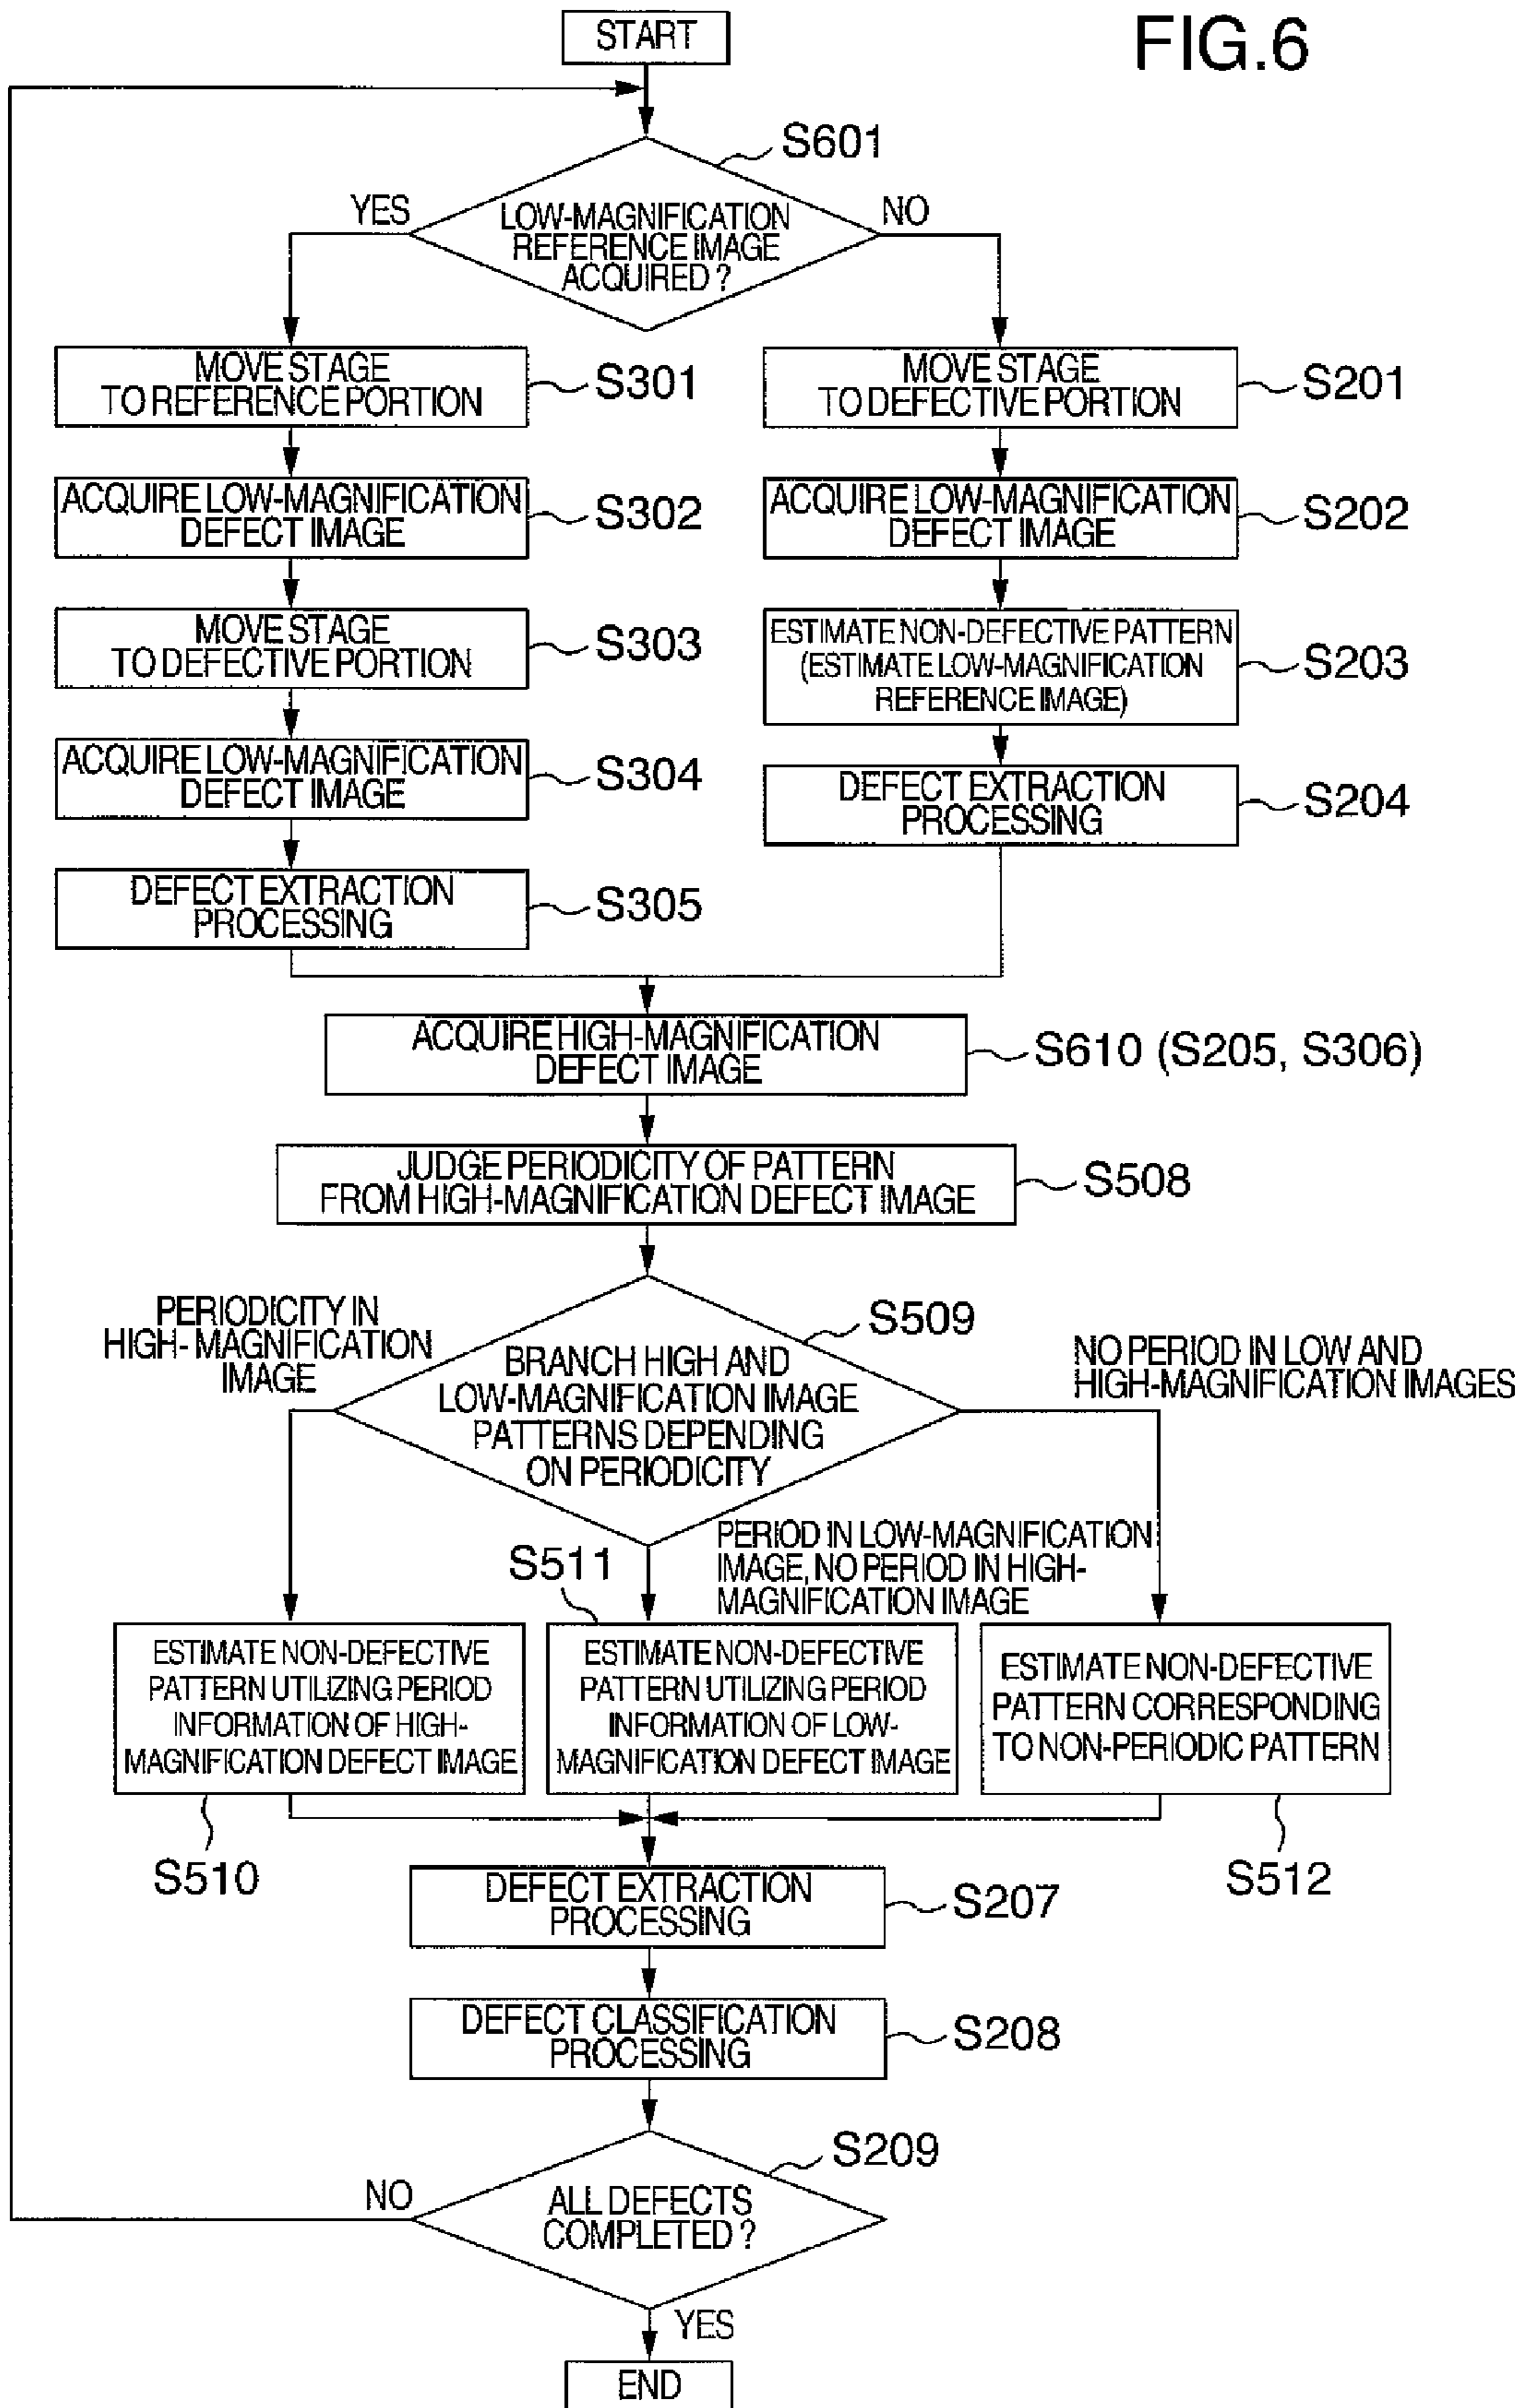 FIG.6
START
S601
YES
NO
LOW-MAGNIFICATION
REFERENCE IMAGE
ACQUIRED ?
MOVE STAGE
TO REFERENCE PORTION
S301
MOVE STAGE
TO DEFECTIVE PORTION
S201
ACQUIRE LOW-MAGNIFICATION
DEFECT IMAGE
S302
ACQUIRE LOW-MAGNIFICATION
DEFECT IMAGE
S202
MOVE STAGE
TO DEFECTIVE PORTION
S303
ESTIMATE NON-DEFECTIVE PATTERN
(ESTIMATE LOW-MAGNIFICATION
REFERENCE IMAGE)
S203
ACQUIRE LOW-MAGNIFICATION
DEFECT IMAGE
S304
DEFECT EXTRACTION
PROCESSING
S204
DEFECT EXTRACTION
PROCESSING
S305
ACQUIRE HIGH-MAGNIFICATION
DEFECT IMAGE
S610 (S205, S306)
JUDGE PERIODICITY OF PATTERN
FROM HIGH-MAGNIFICATION DEFECT IMAGE
S508
PERIODICITY IN
HIGH- MAGNIFICATION
IMAGE
S509
BRANCH HIGH AND
LOW-MAGNIFICATION IMAGE
PATTERNS DEPENDING
ON PERIODICITY
NO PERIOD IN LOW AND
HIGH-MAGNIFICATION IMAGES
S511
PERIOD IN LOW-MAGNIFICATION
IMAGE, NO PERIOD IN HIGH-
MAGNIFICATION IMAGE
ESTIMATE NON-DEFECTIVE
PATTERN UTILIZING PERIOD
INFORMATION OF HIGH-
MAGNIFICATION DEFECT IMAGE
ESTIMATE NON-DEFECTIVE
PATTERN UTILIZING PERIOD
INFORMATION OF LOW-
MAGNIFICATION DEFECT IMAGE
ESTIMATE NON-DEFECTIVE
PATTERN CORRESPONDING
TO NON-PERIODIC PATTERN
S510
S512
DEFECT EXTRACTION
PROCESSING
S207
DEFECT CLASSIFICATION
PROCESSING
S208
S209
NO
ALL DEFECTS
COMPLETED ?
YES
END